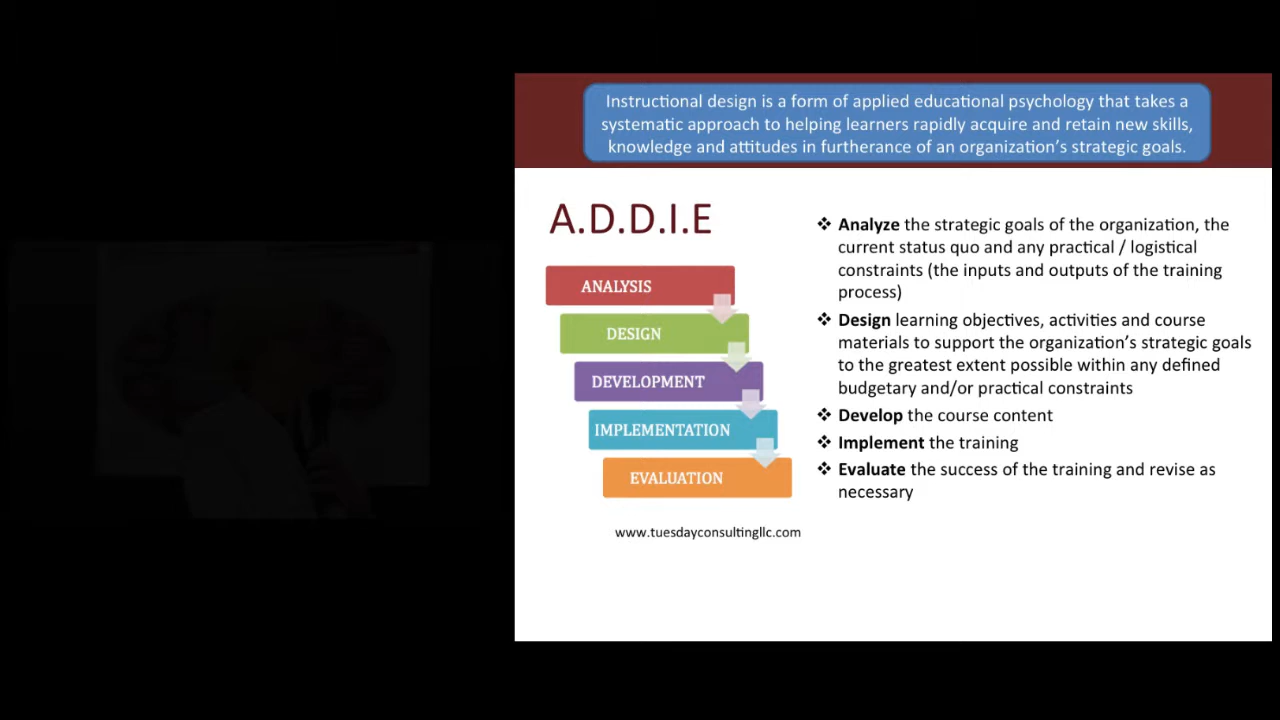 Instructional design is a form of applied educational psychology that takes a
systematic approach to helping learners rapidly acquire and retain new skills,
knowledge and attitudes in furtherance of an organization's strategic goals.
A.D.D.I.E
ANALYSIS
DESIGN
DEVELOPMENT
IMPLEMENTATION
EVALUATION
www.tuesdayconsultingllc.com
❖ Analyze the strategic goals of the organization, the
current status quo and any practical / logistical
constraints (the inputs and outputs of the training
process)
❖ Design learning objectives, activities and course
materials to support the organization's strategic goals
to the greatest extent possible within any defined
budgetary and/or practical constraints
❖ Develop the course content
❖ Implement the training
❖ Evaluate the success of the training and revise as
necessary